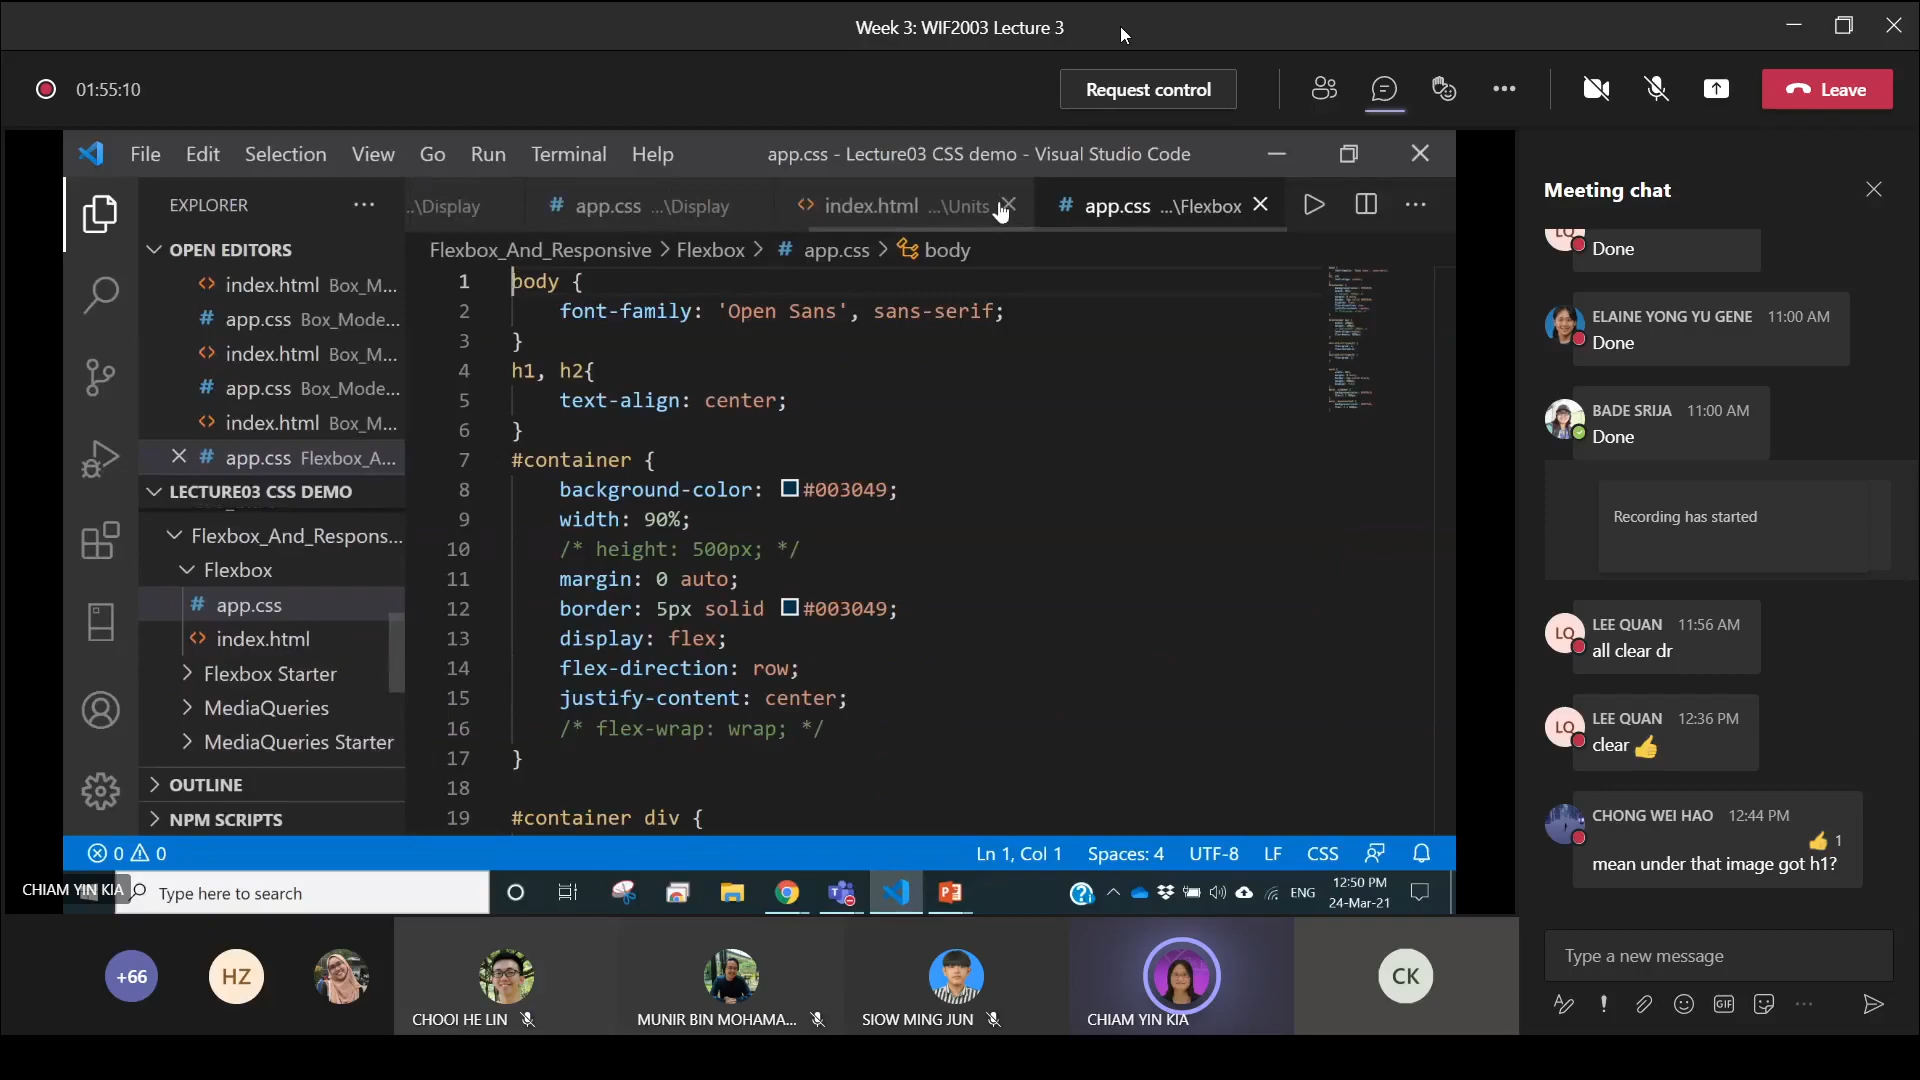 Week 3: WIF2003 Lecture 3
01:55:10
Request control
Leave
File Edit Selection View Go Run Terminal Help
app.css - Lecture03 CSS demo - Visual Studio Code
EXPLORER
...\Display
# app.css ...\Display
<> index.html ...\Units
# app.css ...\Flexbox
OPEN EDITORS
<> index.html Box_M...
# app.css Box_Mode...
<> index.html Box_M...
# app.css Box_Mode...
<> index.html Box_M...
# app.css Flexbox_A...
LECTURE03 CSS DEMO
Flexbox_And_Respons...
Flexbox
# app.css
<> index.html
Flexbox Starter
MediaQueries
MediaQueries Starter
OUTLINE
NPM SCRIPTS
Flexbox_And_Responsive > Flexbox > # app.css > body
1 body {
2     font-family: 'Open Sans', sans-serif;
3 }
4 h1, h2{
5     text-align: center;
6 }
7 #container {
8     background-color: #003049;
9     width: 90%;
10     /* height: 500px; */
11     margin: 0 auto;
12     border: 5px solid #003049;
13     display: flex;
14     flex-direction: row;
15     justify-content: center;
16     /* flex-wrap: wrap; */
17 }
18
19 #container div {
0 0
Ln 1, Col 1 Spaces: 4 UTF-8 LF CSS
CHIAM YIN KIA
Type here to search
ENG
12:50 PM
24-Mar-21
+66
HZ
CHOOI HE LIN
MUNIR BIN MOHAMA...
SIOW MING JUN
CHIAM YIN KIA
CK
Meeting chat
LQ
Done
ELAINE YONG YU GENE 11:00 AM
Done
BADE SRIJA 11:00 AM
Done
Recording has started
LQ
LEE QUAN 11:56 AM
all clear dr
LQ
LEE QUAN 12:36 PM
clear 👍
CHONG WEI HAO 12:44 PM
👍 1
mean under that image got h1?
Type a new message
GIF